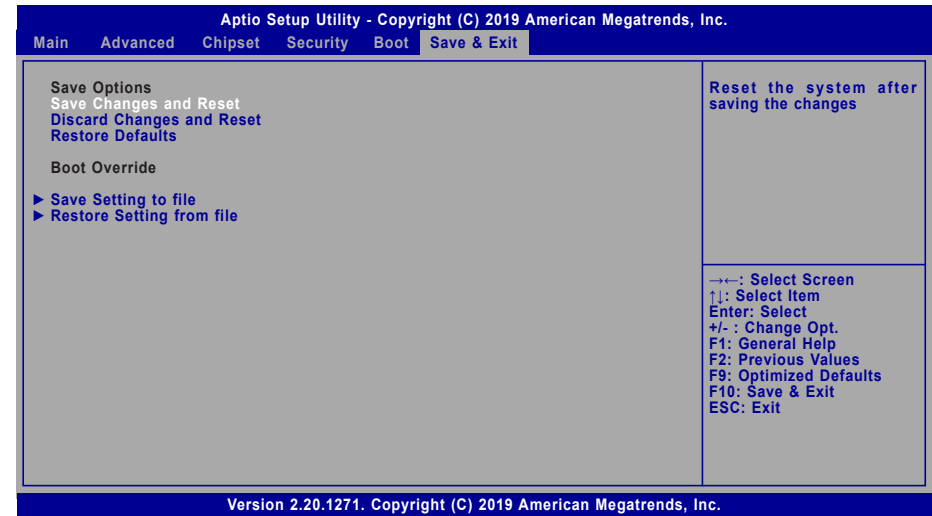 Aptio Setup Utility - Copyright (C) 2019 American Megatrends, Inc.
Main Advanced Chipset Security Boot Save & Exit
Save Options
Save Changes and Reset
Discard Changes and Reset
Restore Defaults
Boot Override
▶ Save Setting to file
▶ Restore Setting from file
Reset the system after
saving the changes
→←: Select Screen
↑↓: Select Item
Enter: Select
+/- : Change Opt.
F1: General Help
F2: Previous Values
F9: Optimized Defaults
F10: Save & Exit
ESC: Exit
Version 2.20.1271. Copyright (C) 2019 American Megatrends, Inc.